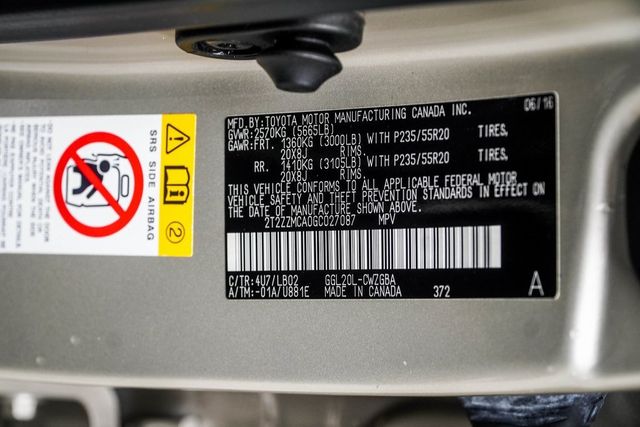 MFD. BY: TOYOTA MOTOR MANUFACTURING CANADA INC. 06/16
GVWR: 2570KG (5665LB)
GAWR: FRT. 1360KG (3000LB) WITH P235/55R20 TIRES,
20X8J RIMS
RR. 1410KG (3105LB) WITH P235/55R20 TIRES,
20X8J RIMS
THIS VEHICLE CONFORMS TO ALL APPLICABLE FEDERAL MOTOR
VEHICLE SAFETY AND THEFT PREVENTION STANDARDS IN EFFECT ON
THE DATE OF MANUFACTURE SHOWN ABOVE.
2T2ZZMCA0GC027087 MPV
C/TR: 4U7/LB02 GGL20L-CWZGBA
A/TM: -01A/U881E MADE IN CANADA 372 A
SRS SIDE AIRBAG
2